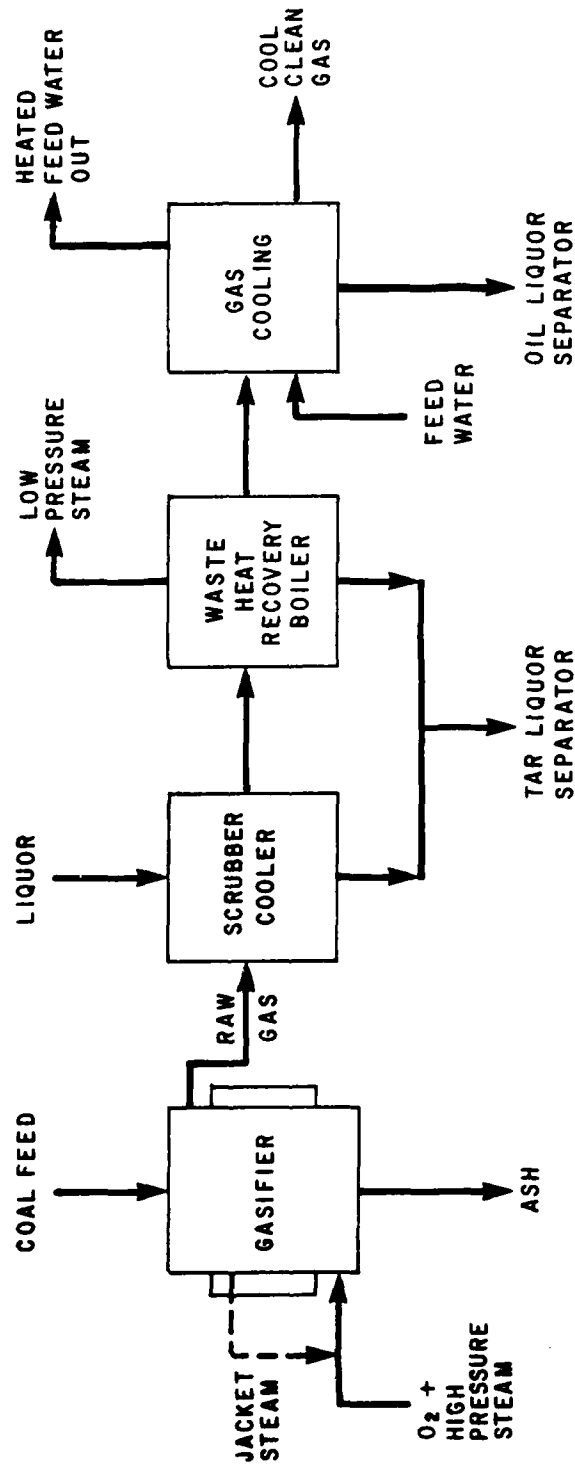 COAL FEED
GASIFIER
JACKET
STEAM
O₂ +
HIGH
PRESSURE
STEAM
ASH
RAW
GAS
LIQUOR
SCRUBBER
COOLER
TAR LIQUOR
SEPARATOR
LOW
PRESSURE
STEAM
WASTE
HEAT
RECOVERY
BOILER
HEATED
FEED WATER
OUT
GAS
COOLING
FEED
WATER
COOL
CLEAN
GAS
OIL LIQUOR
SEPARATOR